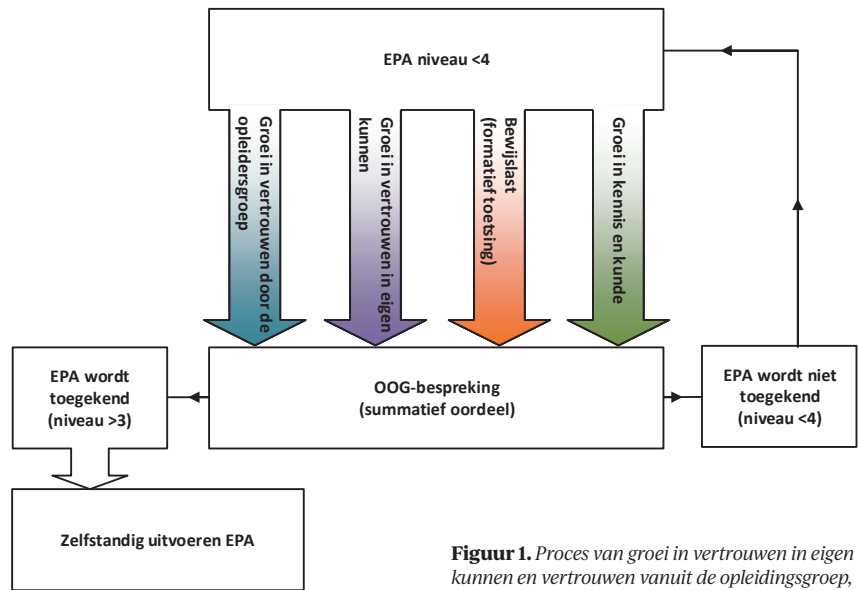 EPA niveau <4
Groei in vertrouwen door de
opleidersgroep
Groei in vertrouwen in eigen
kunnen
Bewijslast
(formatief toetsing)
Groei in kennis en kunde
EPA wordt
toegekend
(niveau >3)
OOG-bespreking
(summatief oordeel)
EPA wordt niet
toegekend
(niveau <4)
Zelfstandig uitvoeren EPA
Figuur 1. Proces van groei in vertrouwen in eigen
kunnen en vertrouwen vanuit de opleidingsgroep,